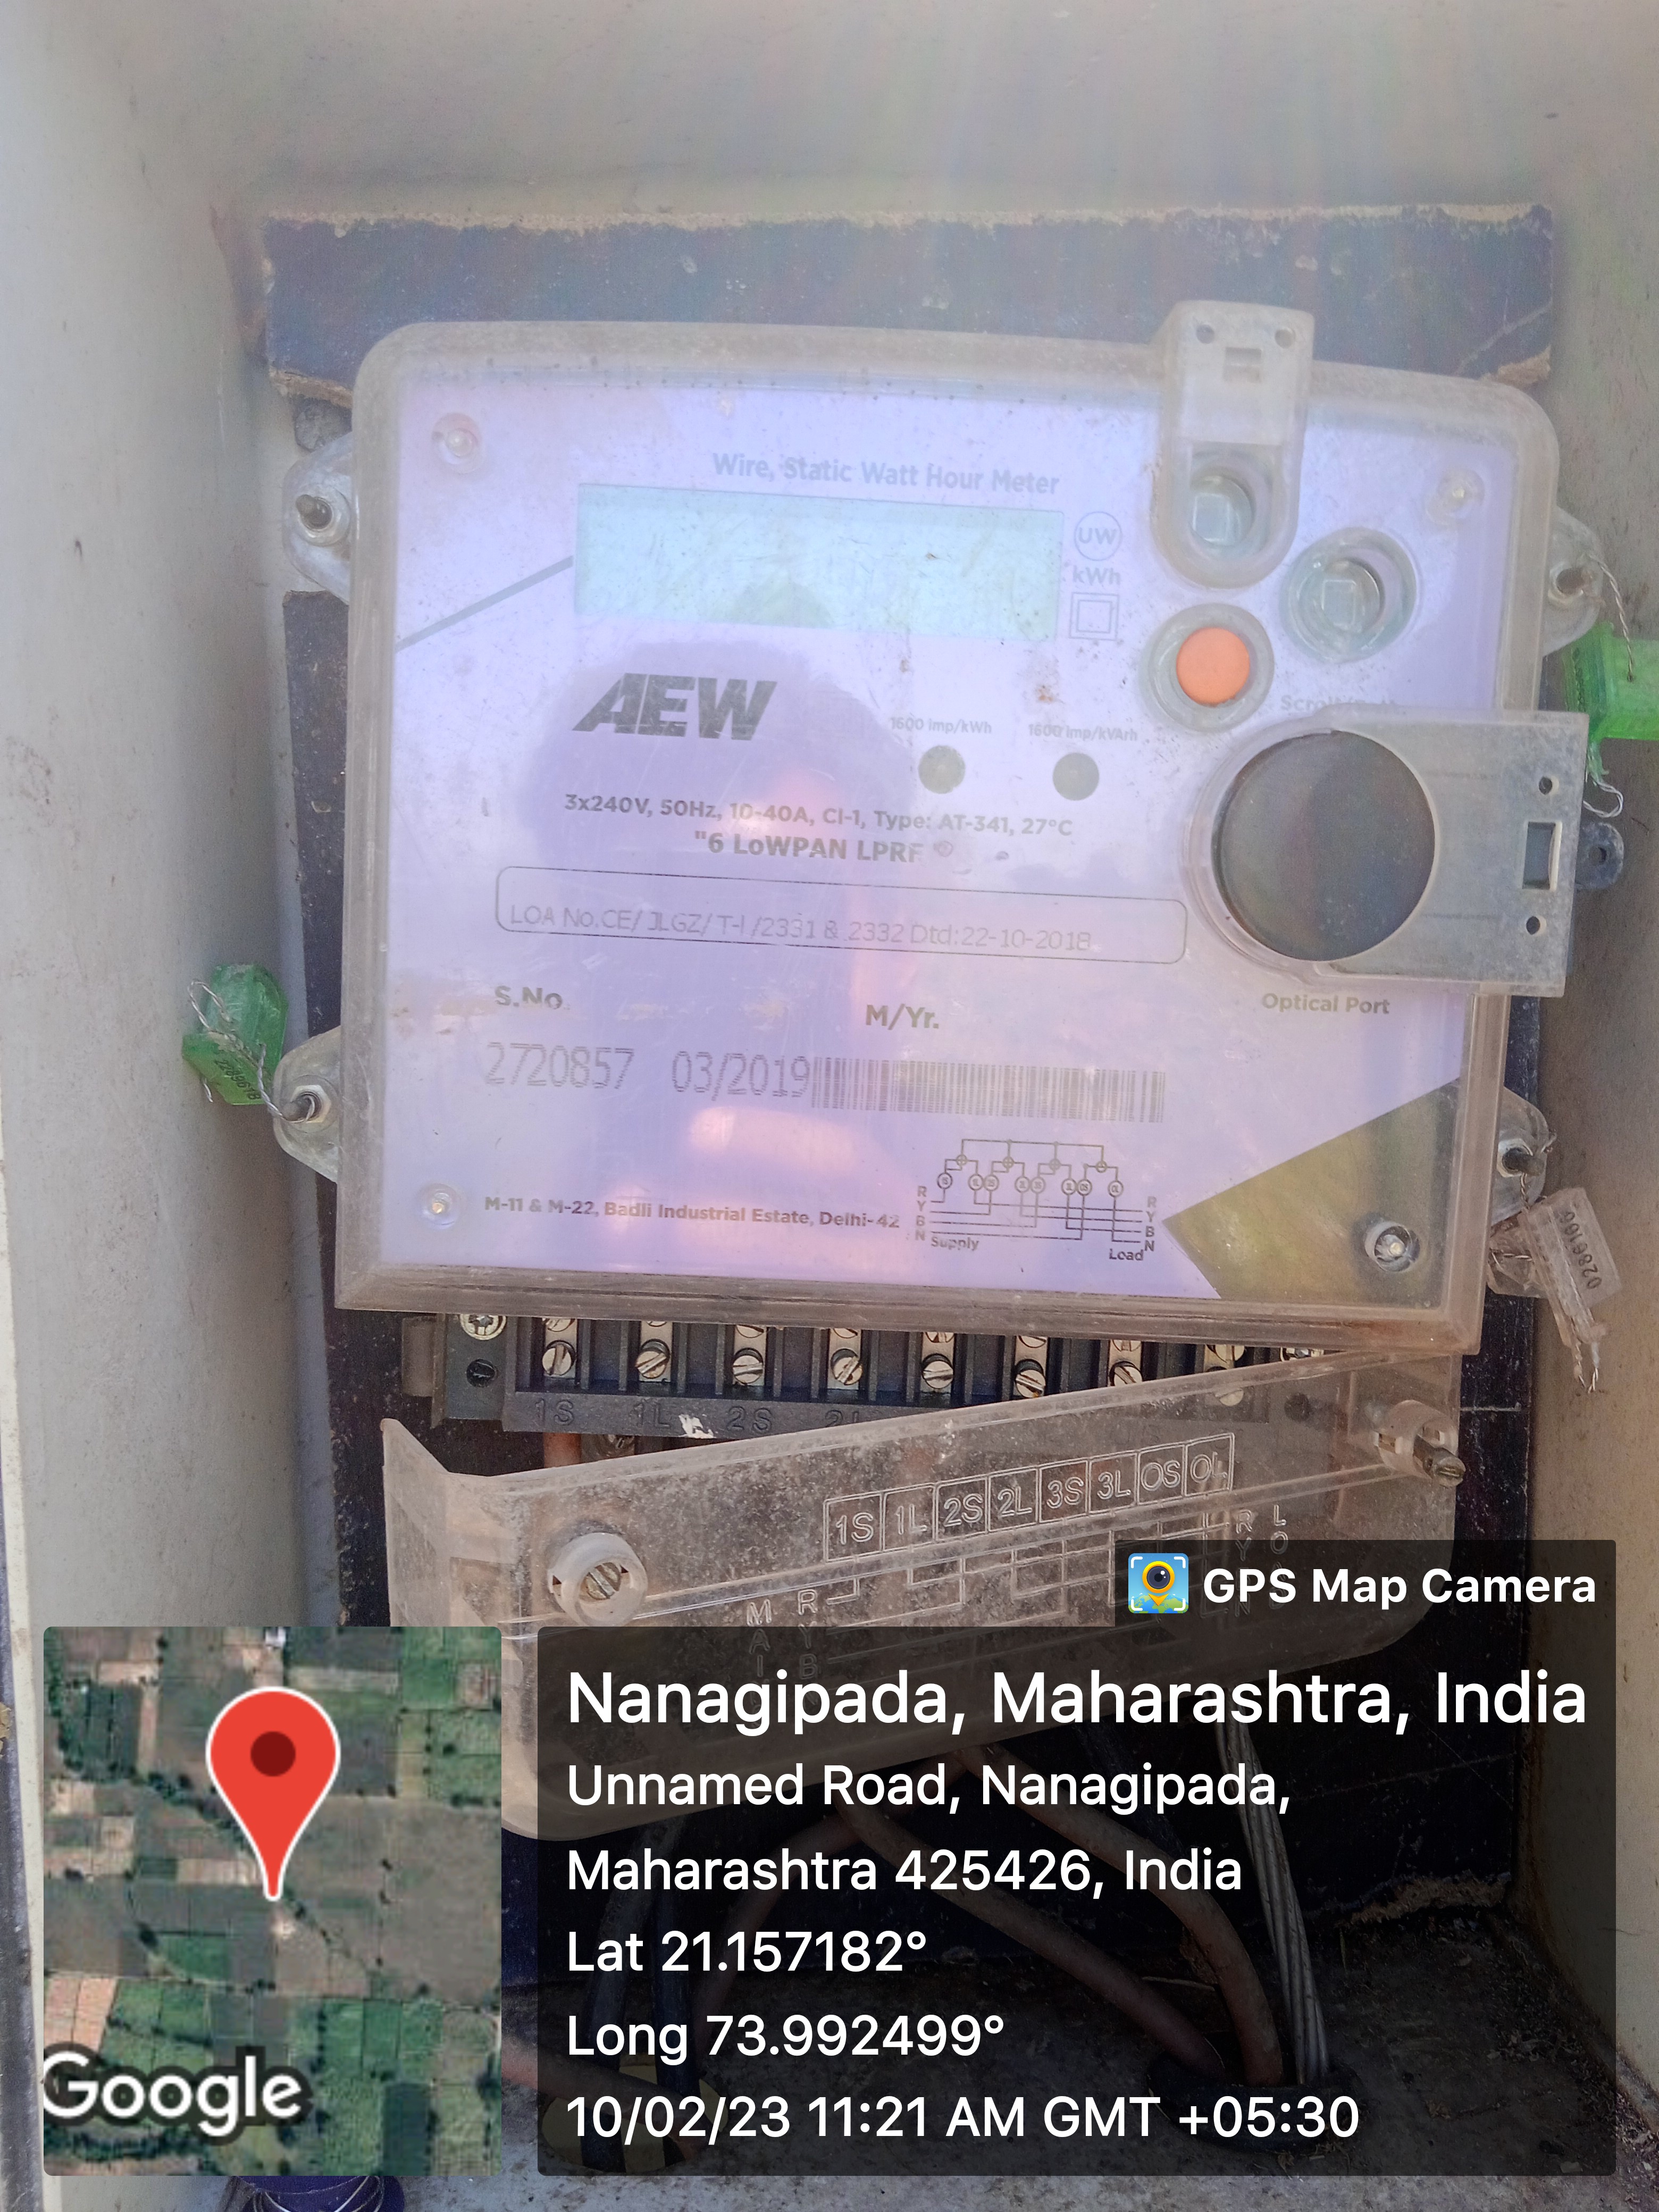 Wire, Static Watt Hour Meter
UW
kWh
AEW
1600 imp/kWh
1600 imp/kVArh
3x240V, 50Hz, 10-40A, Cl-1, Type: AT-341, 27°C
"6 LoWPAN LPRF
LOA No.CE/ JLGZ/ T-I /2331 & 2332 Dtd:22-10-2018
S.No.
M/Yr.
Optical Port
2720857 03/2019
M-11 & M-22, Badli Industrial Estate, Delhi-42
R
Y
B
N
Supply
R
Y
B
N
Load
0286106
1S 1L 2S
1S 1L 2S 2L 3S 3L 0S 0L
R
Y
B
GPS Map Camera
Nanagipada, Maharashtra, India
Unnamed Road, Nanagipada,
Maharashtra 425426, India
Lat 21.157182°
Long 73.992499°
10/02/23 11:21 AM GMT +05:30
Google